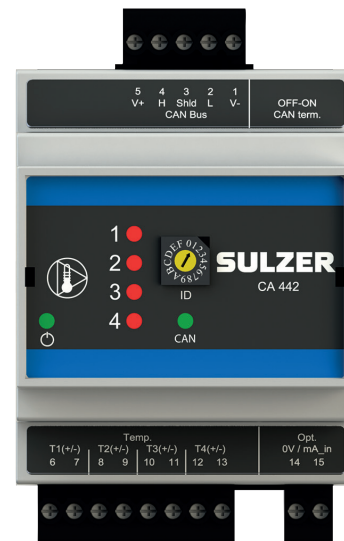 5 4 3 2 1
V+ H Shld L V-
CAN Bus
OFF-ON
CAN term.
1
2
3
4
0123456789ABCDEF
ID
CAN
SULZER
CA 442
Temp.
T1(+/-) T2(+/-) T3(+/-) T4(+/-)
6 7 8 9 10 11 12 13
Opt.
0V / mA_in
14 15